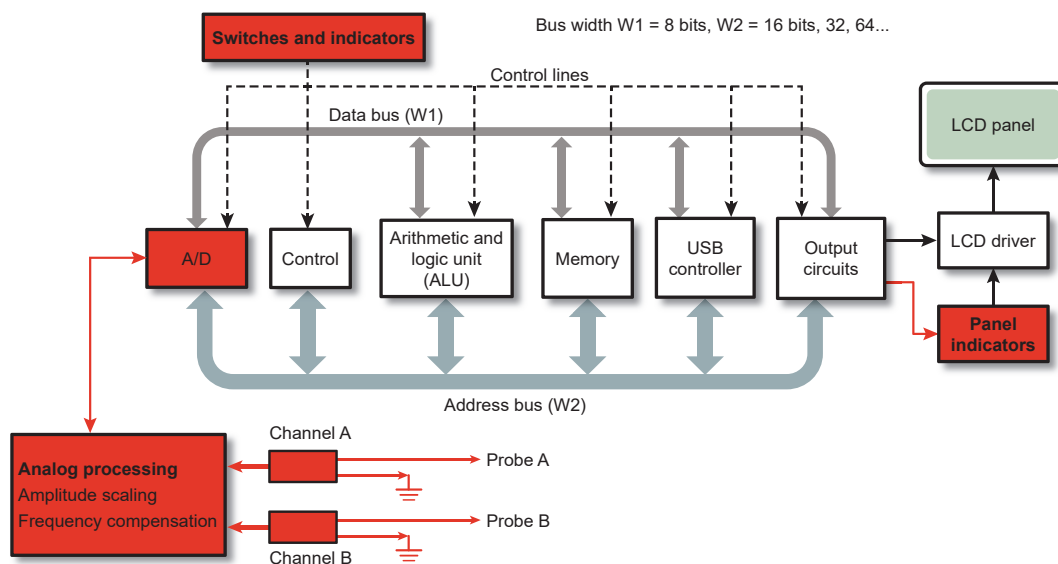 Switches and indicators
Bus width W1 = 8 bits, W2 = 16 bits, 32, 64...
Control lines
Data bus (W1)
LCD panel
A/D
Control
Arithmetic and
logic unit
(ALU)
Memory
USB
controller
Output
circuits
LCD driver
Panel
indicators
Address bus (W2)
Analog processing
Amplitude scaling
Frequency compensation
Channel A
Probe A
Probe B
Channel B